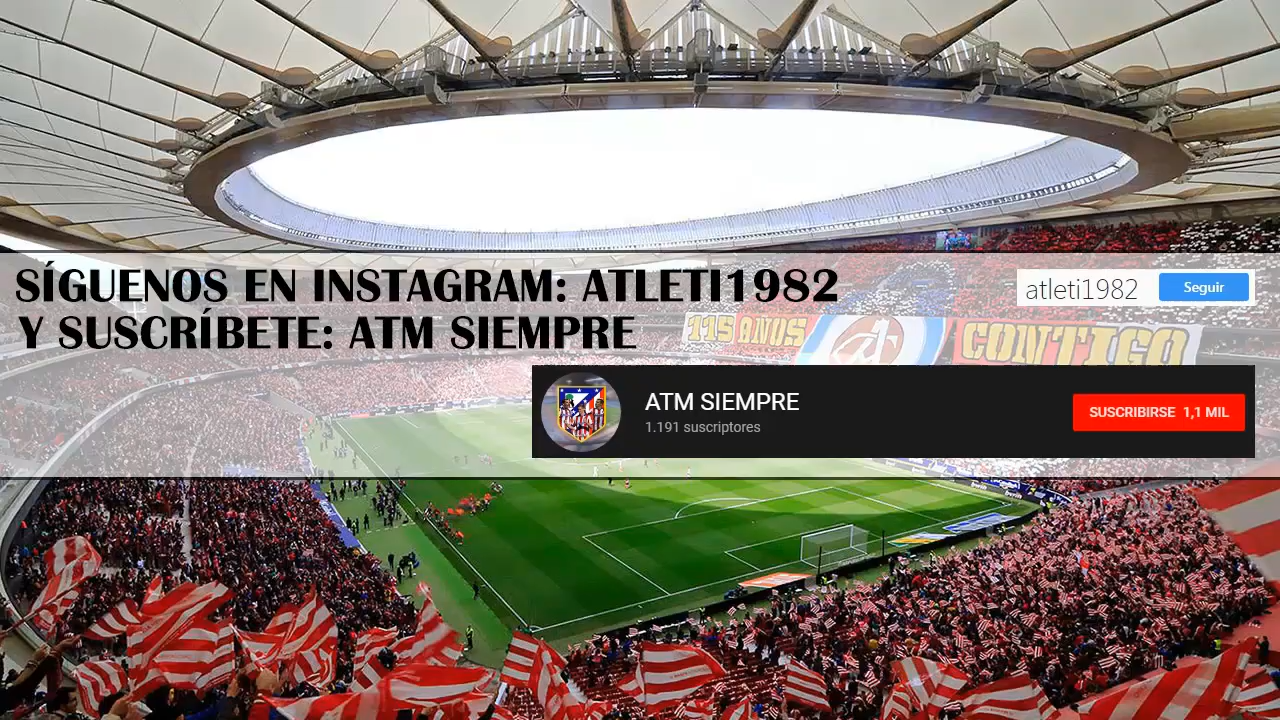 SÍGUENOS EN INSTAGRAM: ATLETI1982
atleti1982 Seguir
Y SUSCRÍBETE: ATM SIEMPRE
115 AÑOS CONTIGO
ATM SIEMPRE
1.191 suscriptores
SUSCRIBIRSE 1,1 MIL